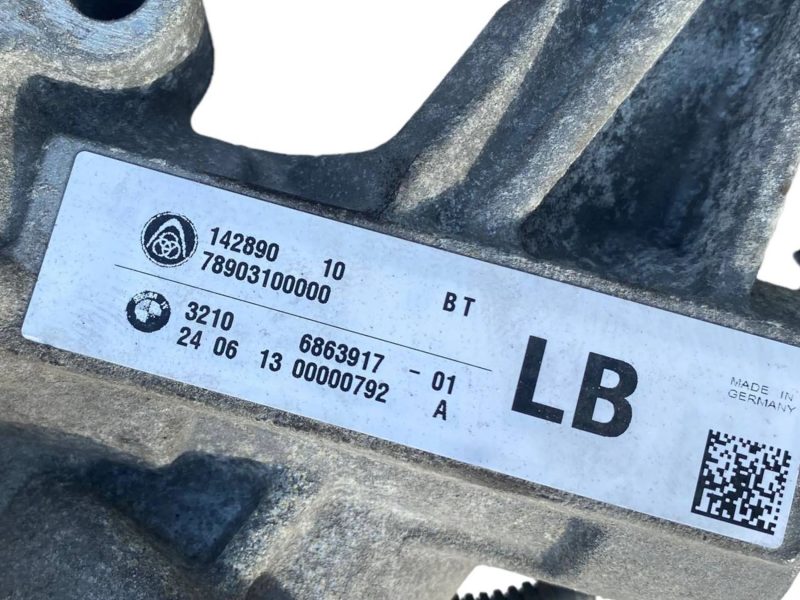 142890 10
78903100000
BT
3210 6863917 - 01
24 06 13 00000792 A
LB
MADE IN
GERMANY